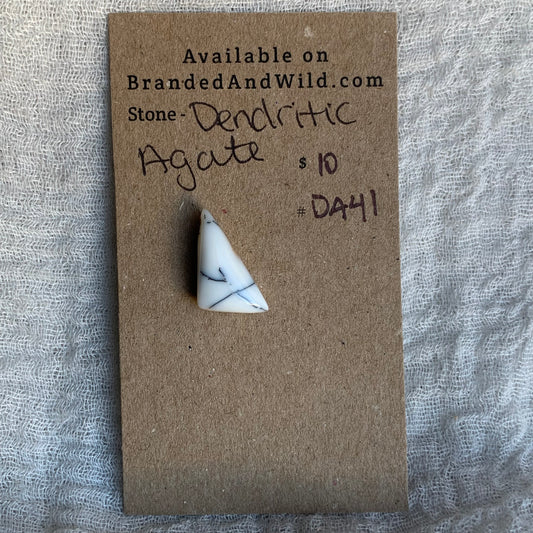 Available on
BrandedAndWild.com
Stone - Dendritic
Agate $ 10
# DA41